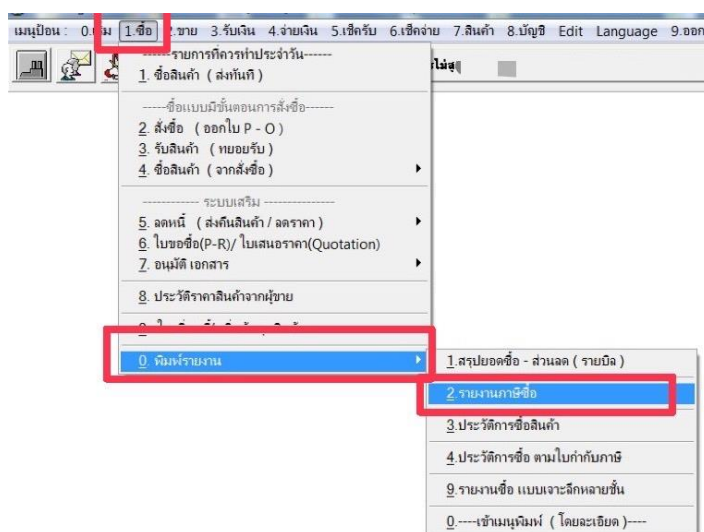 เมนูป้อน : 0.เริ่ม 1.ซื้อ 2.ขาย 3.รับเงิน 4.จ่ายเงิน 5.เช็ครับ 6.เช็คจ่าย 7.สินค้า 8.บัญชี Edit Language 9.ออก
------รายการที่ควรทำประจำวัน-----
1. ซื้อสินค้า ( ส่งทันที )
-----ซื้อแบบมีขั้นตอนการสั่งซื้อ------
2. สั่งซื้อ ( ออกใบ P - O )
3. รับสินค้า ( ทยอยรับ )
4. ซื้อสินค้า ( จากสั่งซื้อ )
------------ ระบบเสริม ---------------
5. ลดหนี้ ( ส่งคืนสินค้า / ลดราคา )
6. ใบขอซื้อ(P-R)/ ใบเสนอราคา(Quotation)
7. อนุมัติ เอกสาร
8. ประวัติราคาสินค้าจากผู้ขาย
0. พิมพ์รายงาน
1.สรุปยอดซื้อ - ส่วนลด ( รายบิล )
2.รายงานภาษีซื้อ
3.ประวัติการซื้อสินค้า
4.ประวัติการซื้อ ตามใบกำกับภาษี
9.รายงานซื้อ แบบเจาะลึกหลายชั้น
0.----เข้าเมนูพิมพ์ ( โดยละเอียด )----